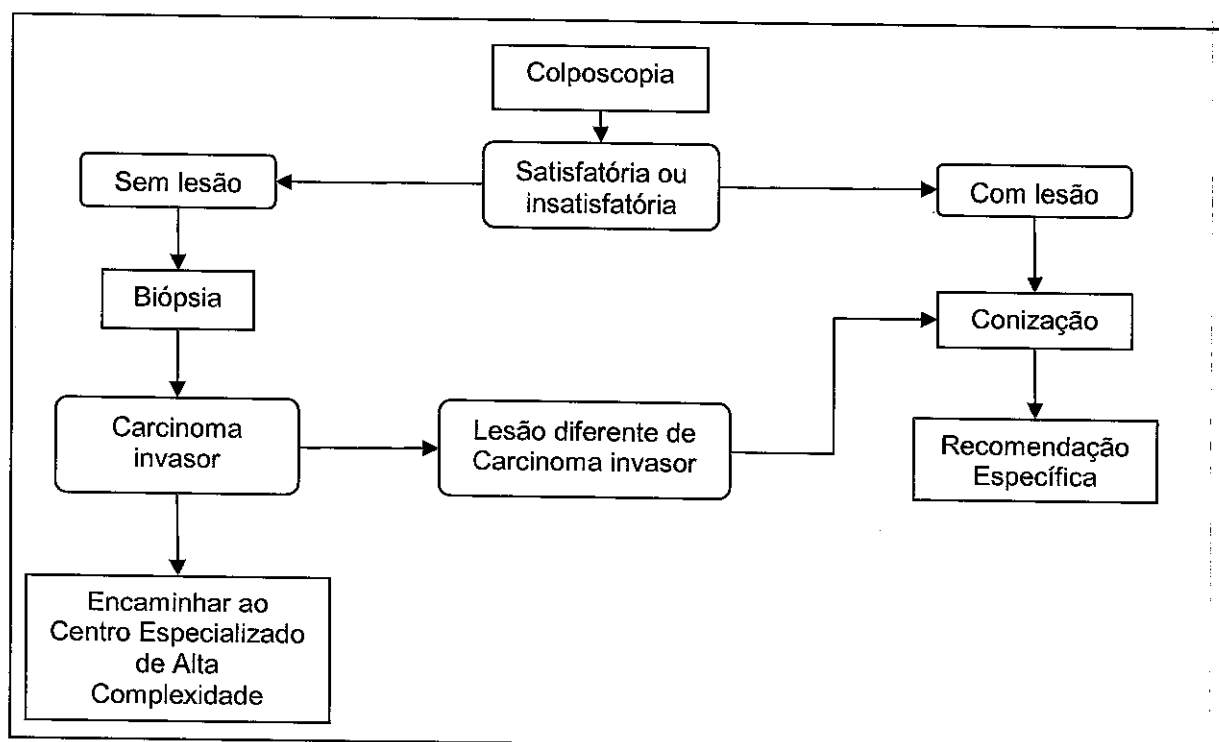 Colposcopia
Satisfatória ou
insatisfatória
Sem lesão
Com lesão
Biópsia
Conização
Carcinoma
invasor
Lesão diferente de
Carcinoma invasor
Recomendação
Específica
Encaminhar ao
Centro Especializado
de Alta
Complexidade